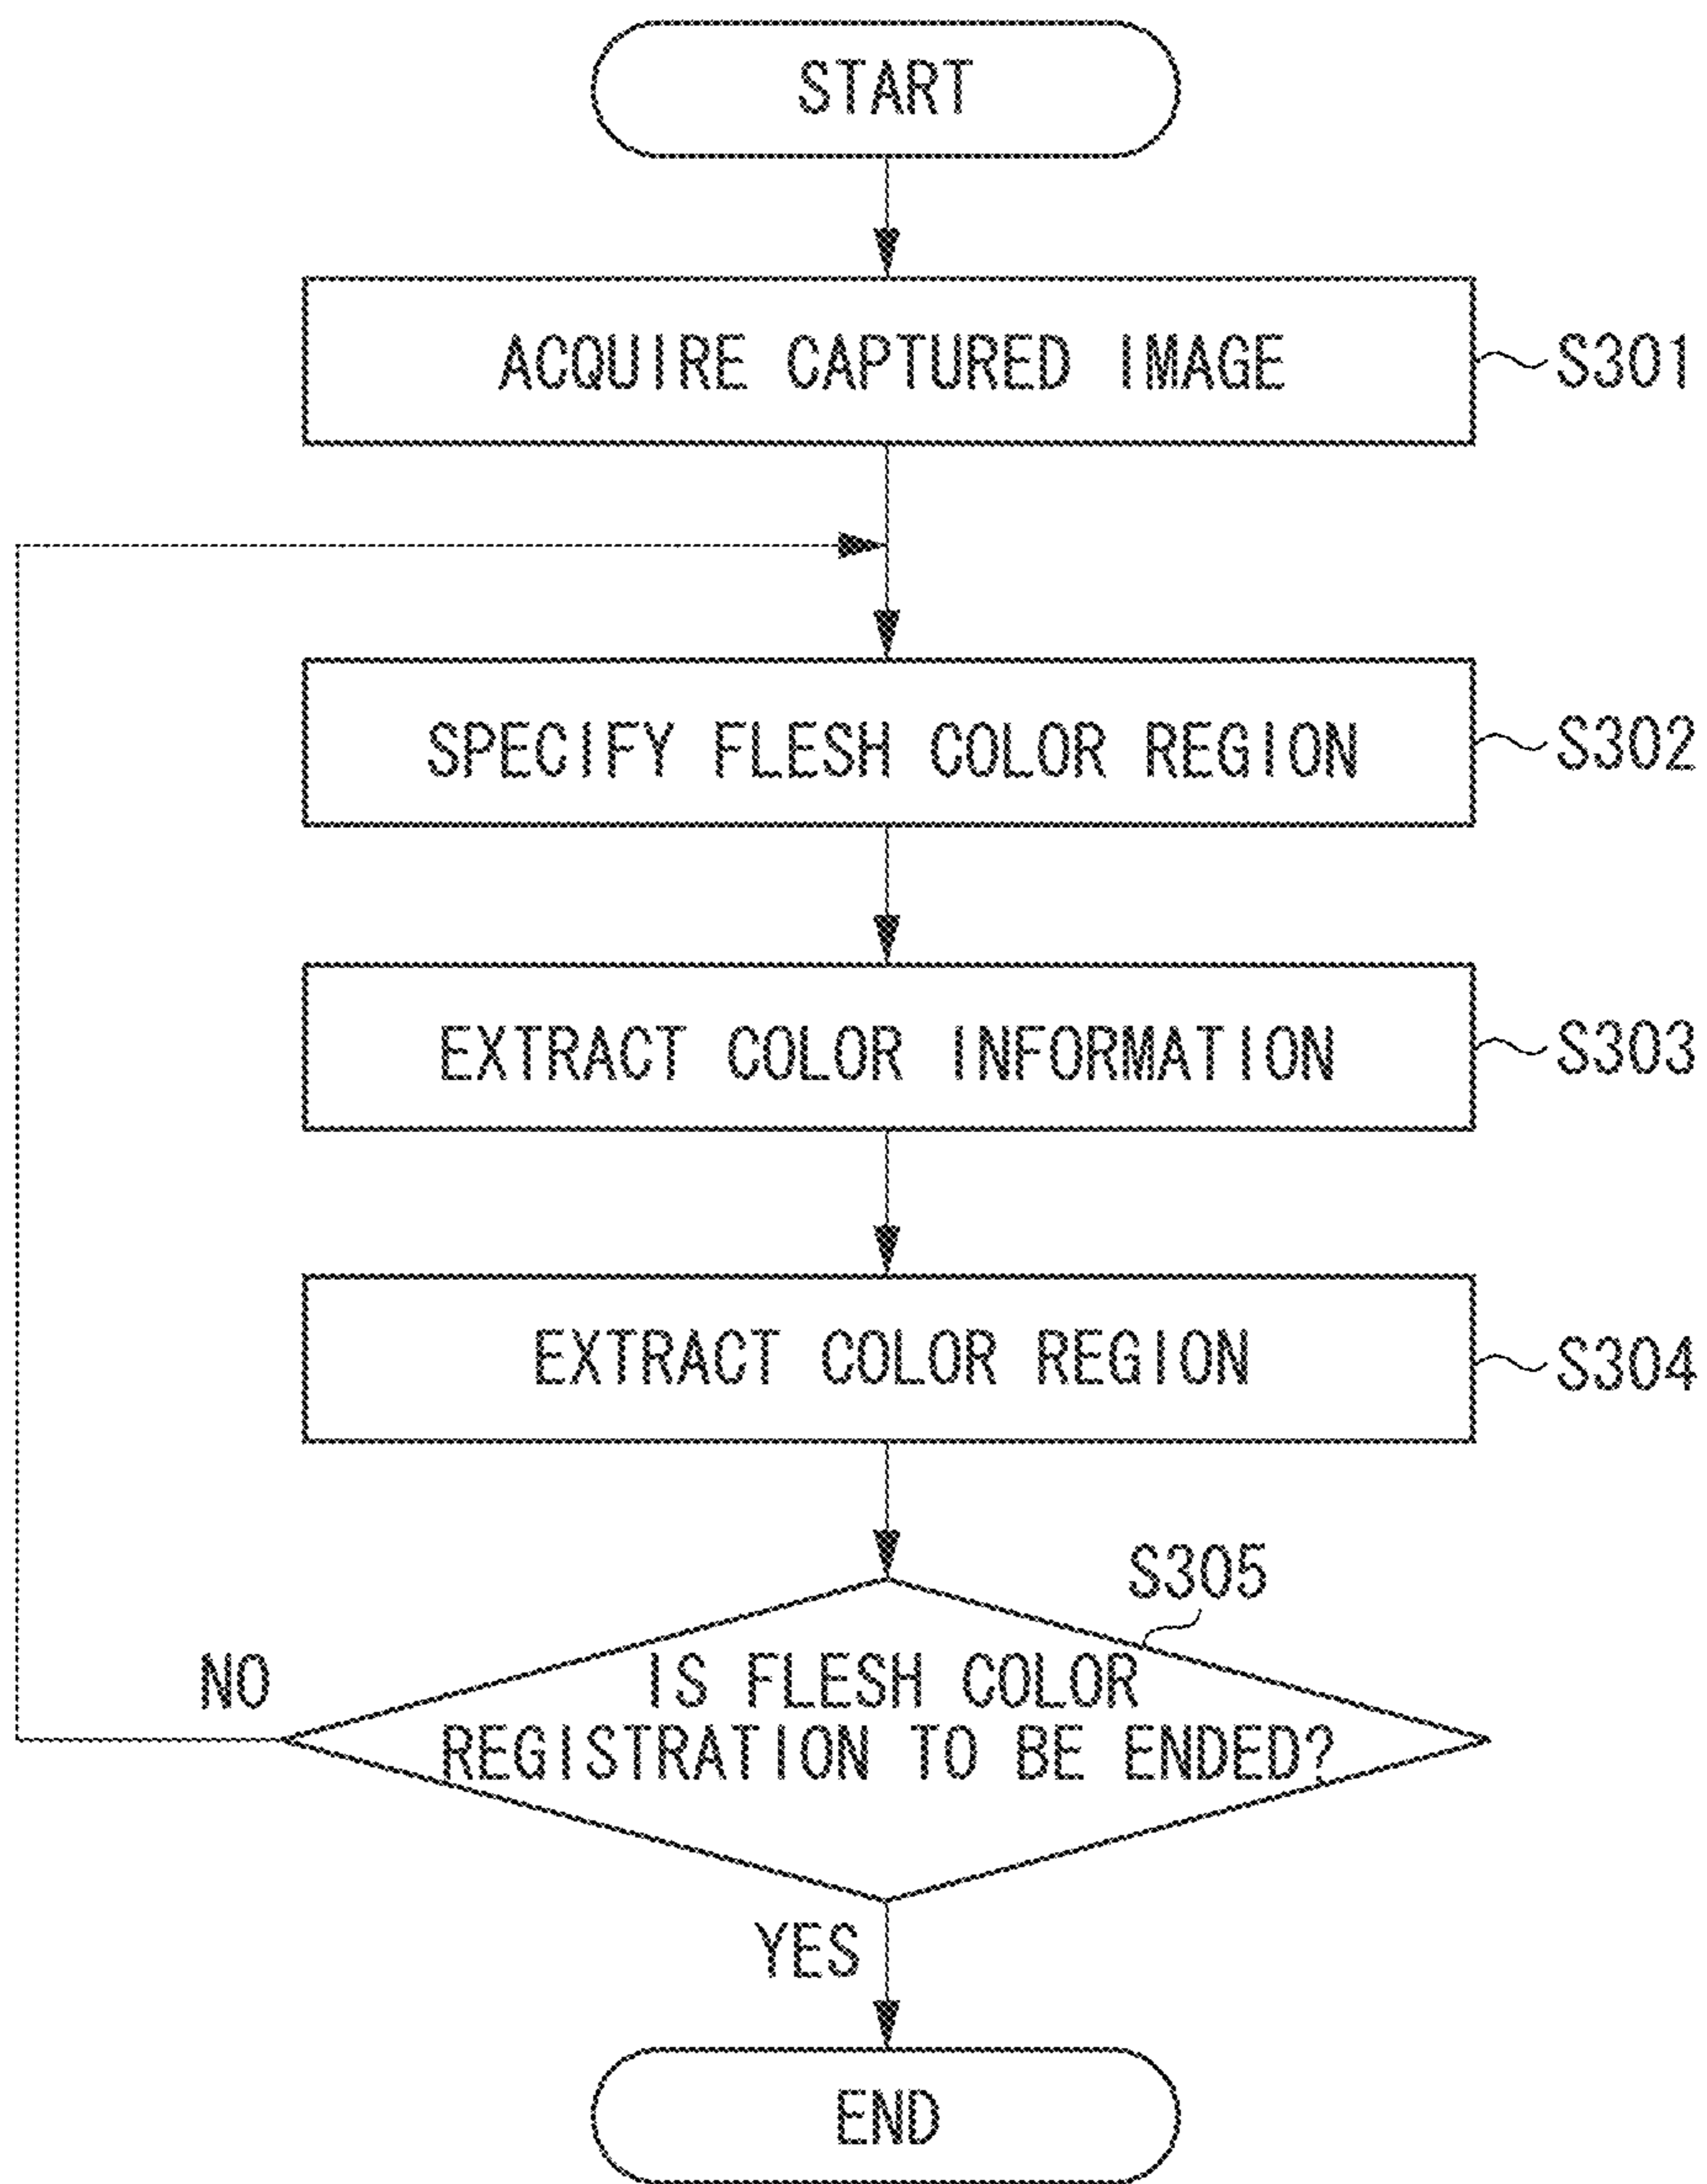 START
ACQUIRE CAPTURED IMAGE
S301
SPECIFY FLESH COLOR REGION
S302
EXTRACT COLOR INFORMATION
S303
EXTRACT COLOR REGION
S304
S305
IS FLESH COLOR
REGISTRATION TO BE ENDED?
NO
YES
END